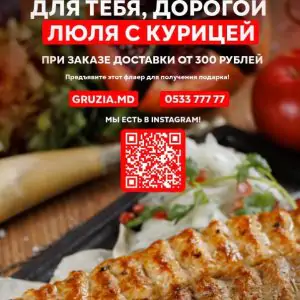 ДЛЯ ТЕБЯ, ДОРОГОЙ
ЛЮЛЯ С КУРИЦЕЙ
ПРИ ЗАКАЗЕ ДОСТАВКИ ОТ 300 РУБЛЕЙ
Предъявите этот флаер для получения подарка!
GRUZIA.MD
0533 777 77
МЫ ЕСТЬ В INSTAGRAM!